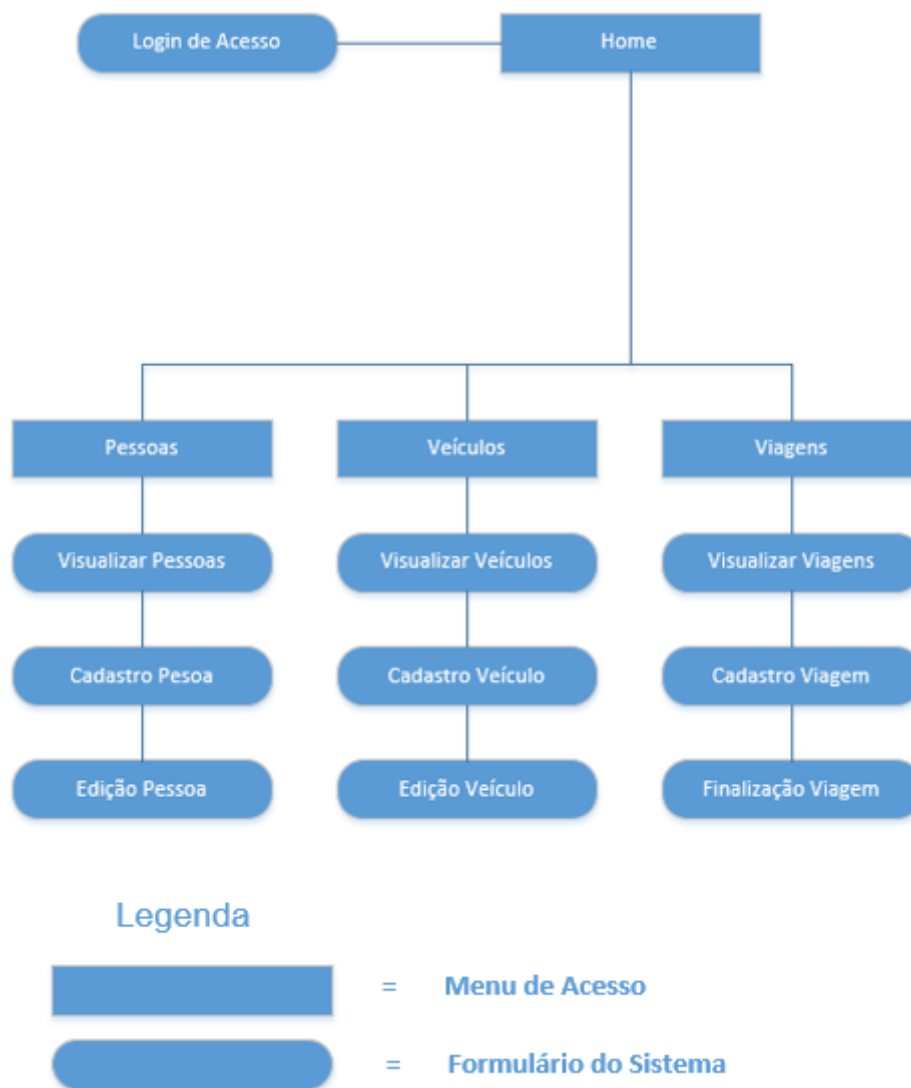 Login de Acesso
Home
Pessoas
Veículos
Viagens
Visualizar Pessoas
Visualizar Veículos
Visualizar Viagens
Cadastro Pesoa
Cadastro Veículo
Cadastro Viagem
Edição Pessoa
Edição Veículo
Finalização Viagem
Legenda
= Menu de Acesso
= Formulário do Sistema